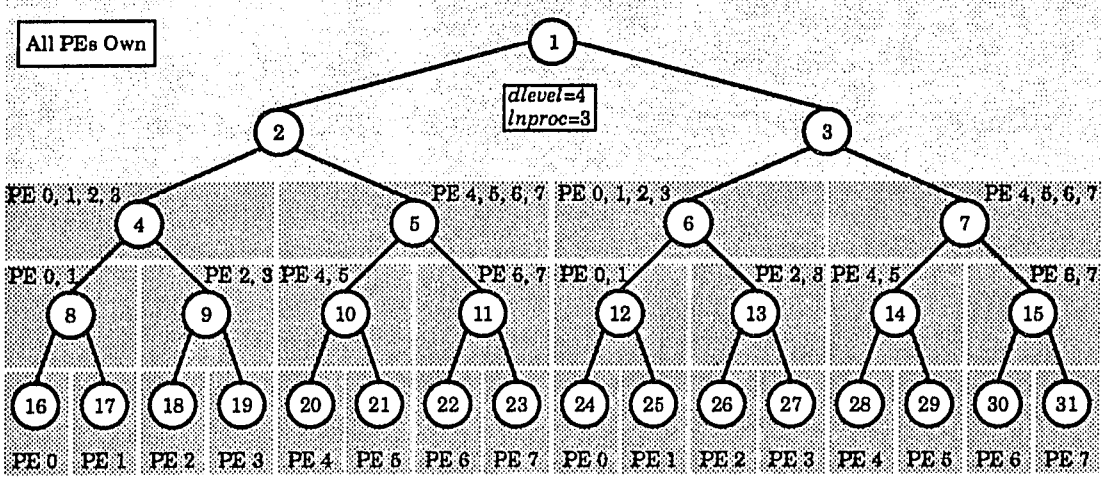 1
All PEs Own
dlevel=4
lnproc=3
2
3
PE 0, 1, 2, 3
PE 4, 5, 6, 7
PE 0, 1, 2, 3
PE 4, 5, 6, 7
4
5
6
7
PE 0, 1
PE 2, 3
PE 4, 5
PE 6, 7
PE 0, 1
PE 2, 3
PE 4, 5
PE 6, 7
8
9
10
11
12
13
14
15
16
17
18
19
20
21
22
23
24
25
26
27
28
29
30
31
PE 0
PE 1
PE 2
PE 3
PE 4
PE 5
PE 6
PE 7
PE 0
PE 1
PE 2
PE 3
PE 4
PE 5
PE 6
PE 7